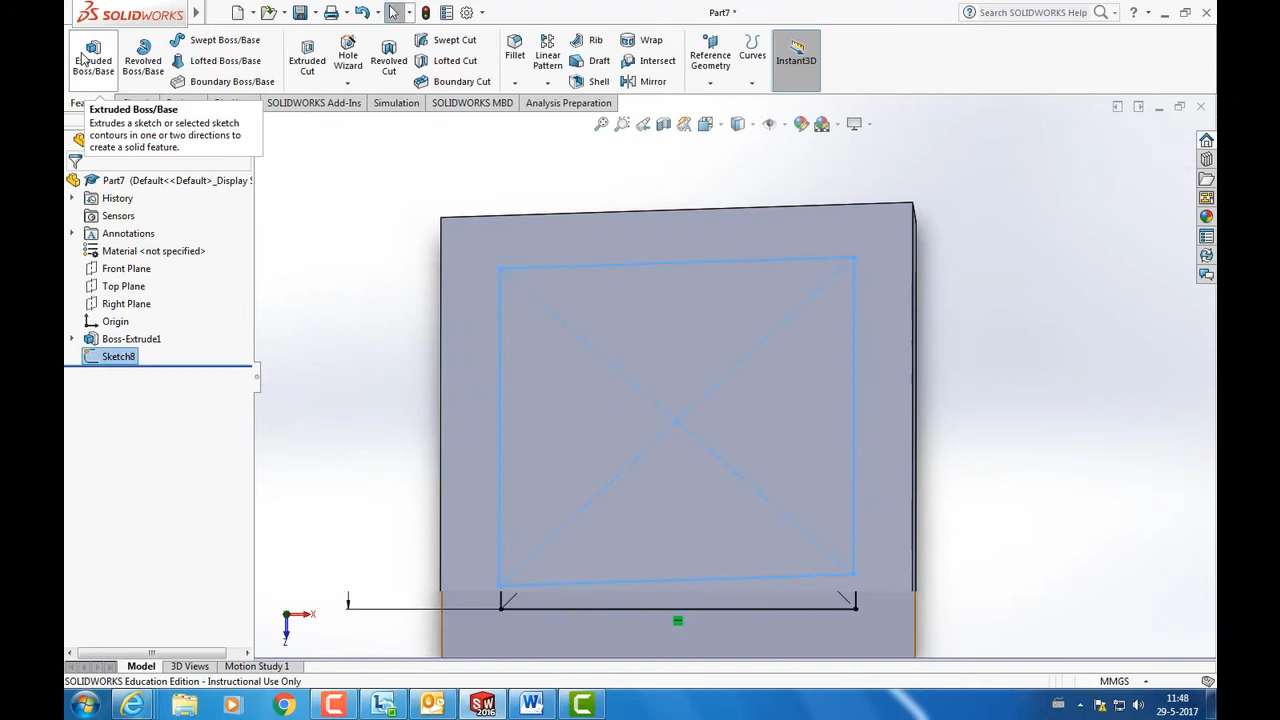 SOLIDWORKS
Part7 *
Search SOLIDWORKS Help
?
Extruded
Boss/Base
Revolved
Boss/Base
Swept Boss/Base
Lofted Boss/Base
Boundary Boss/Base
Extruded
Cut
Hole
Wizard
Revolved
Cut
Swept Cut
Lofted Cut
Boundary Cut
Fillet
Linear
Pattern
Rib
Draft
Shell
Wrap
Intersect
Mirror
Reference
Geometry
Curves
Instant3D
SOLIDWORKS Add-Ins
Simulation
SOLIDWORKS MBD
Analysis Preparation
Extruded Boss/Base
Extrudes a sketch or selected sketch
contours in one or two directions to
create a solid feature.
Part7 (Default<<Default>_Display S
History
Sensors
Annotations
Material <not specified>
Front Plane
Top Plane
Right Plane
Origin
Boss-Extrude1
Sketch8
X
Z
Model
3D Views
Motion Study 1
SOLIDWORKS Education Edition - Instructional Use Only
MMGS
SW
2016
11:48
29-5-2017